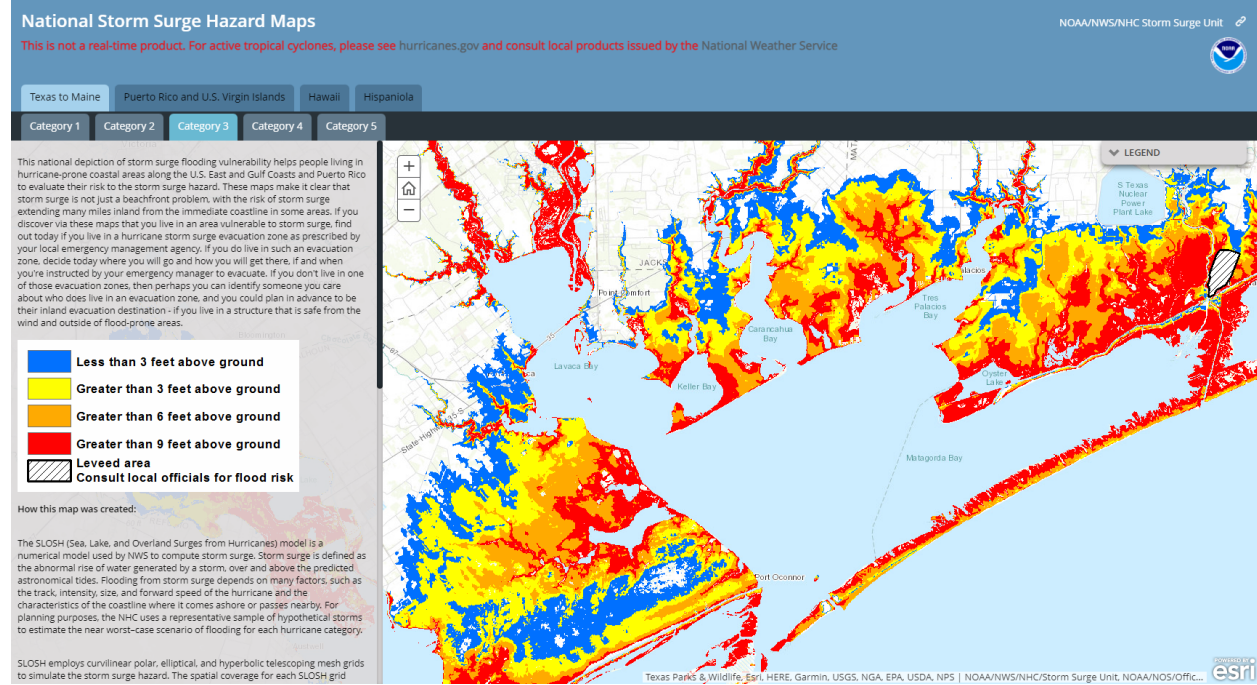 National Storm Surge Hazard Maps
NOAA/NWS/NHC Storm Surge Unit
This is not a real-time product. For active tropical cyclones, please see hurricanes.gov and consult local products issued by the National Weather Service
NOAA
Texas to Maine
Puerto Rico and U.S. Virgin Islands
Hawaii
Hispaniola
Category 1
Category 2
Category 3
Category 4
Category 5
This national depiction of storm surge flooding vulnerability helps people living in
hurricane-prone coastal areas along the U.S. East and Gulf Coasts and Puerto Rico
to evaluate their risk to the storm surge hazard. These maps make it clear that
storm surge is not just a beachfront problem, with the risk of storm surge
extending many miles inland from the immediate coastline in some areas. If you
discover via these maps that you live in an area vulnerable to storm surge, find
out today if you live in a hurricane storm surge evacuation zone as prescribed by
your local emergency management agency. If you do live in such an evacuation
zone, decide today where you will go and how you will get there, if and when
you're instructed by your emergency manager to evacuate. If you don't live in one
of those evacuation zones, then perhaps you can identify someone you care
about who does live in an evacuation zone, and you could plan in advance to be
their inland evacuation destination - if you live in a structure that is safe from the
wind and outside of flood-prone areas.
Less than 3 feet above ground
Greater than 3 feet above ground
Greater than 6 feet above ground
Greater than 9 feet above ground
Leveed area
Consult local officials for flood risk
How this map was created:
The SLOSH (Sea, Lake, and Overland Surges from Hurricanes) model is a
numerical model used by NWS to compute storm surge. Storm surge is defined as
the abnormal rise of water generated by a storm, over and above the predicted
astronomical tides. Flooding from storm surge depends on many factors, such as
the track, intensity, size, and forward speed of the hurricane and the
characteristics of the coastline where it comes ashore or passes nearby. For
planning purposes, the NHC uses a representative sample of hypothetical storms
to estimate the near worst-case scenario of flooding for each hurricane category.
SLOSH employs curvilinear polar, elliptical, and hyperbolic telescoping mesh grids
to simulate the storm surge hazard. The spatial coverage for each SLOSH grid
+
−
LEGEND
S Texas
Nuclear
Power
Plant Lake
JACKS
Point Comfort
Lavaca Bay
Keller Bay
Carancahua
Bay
Tres
Palacios
Bay
alacios
Oyster
Lake
Matagorda Bay
Port Oconnor
State Highway 35 S
Texas Parks & Wildlife, Esri, HERE, Garmin, USGS, NGA, EPA, USDA, NPS | NOAA/NWS/NHC/Storm Surge Unit, NOAA/NOS/Offic...
POWERED BY
esri